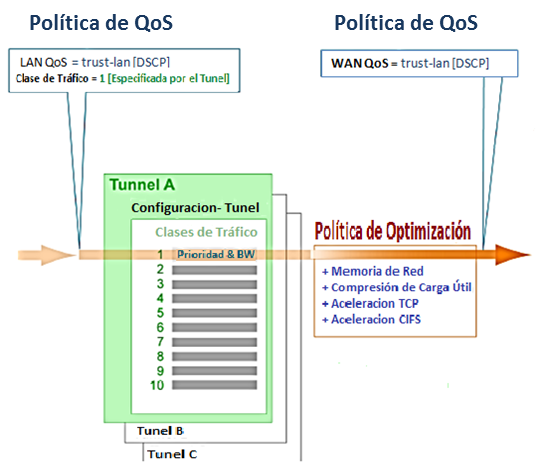 Política de QoS
Política de QoS
LAN QoS = trust-lan [DSCP]
Clase de Tráfico = 1 [Especificada por el Tunel]
WAN QoS = trust-lan [DSCP]
Tunnel A
Configuracion- Tunel
Clases de Tráfico
1 Prioridad & BW
2
3
4
5
6
7
8
9
10
Tunel B
Tunel C
Política de Optimización
+ Memoria de Red
+ Compresión de Carga Útil
+ Aceleracion TCP
+ Aceleracion CIFS